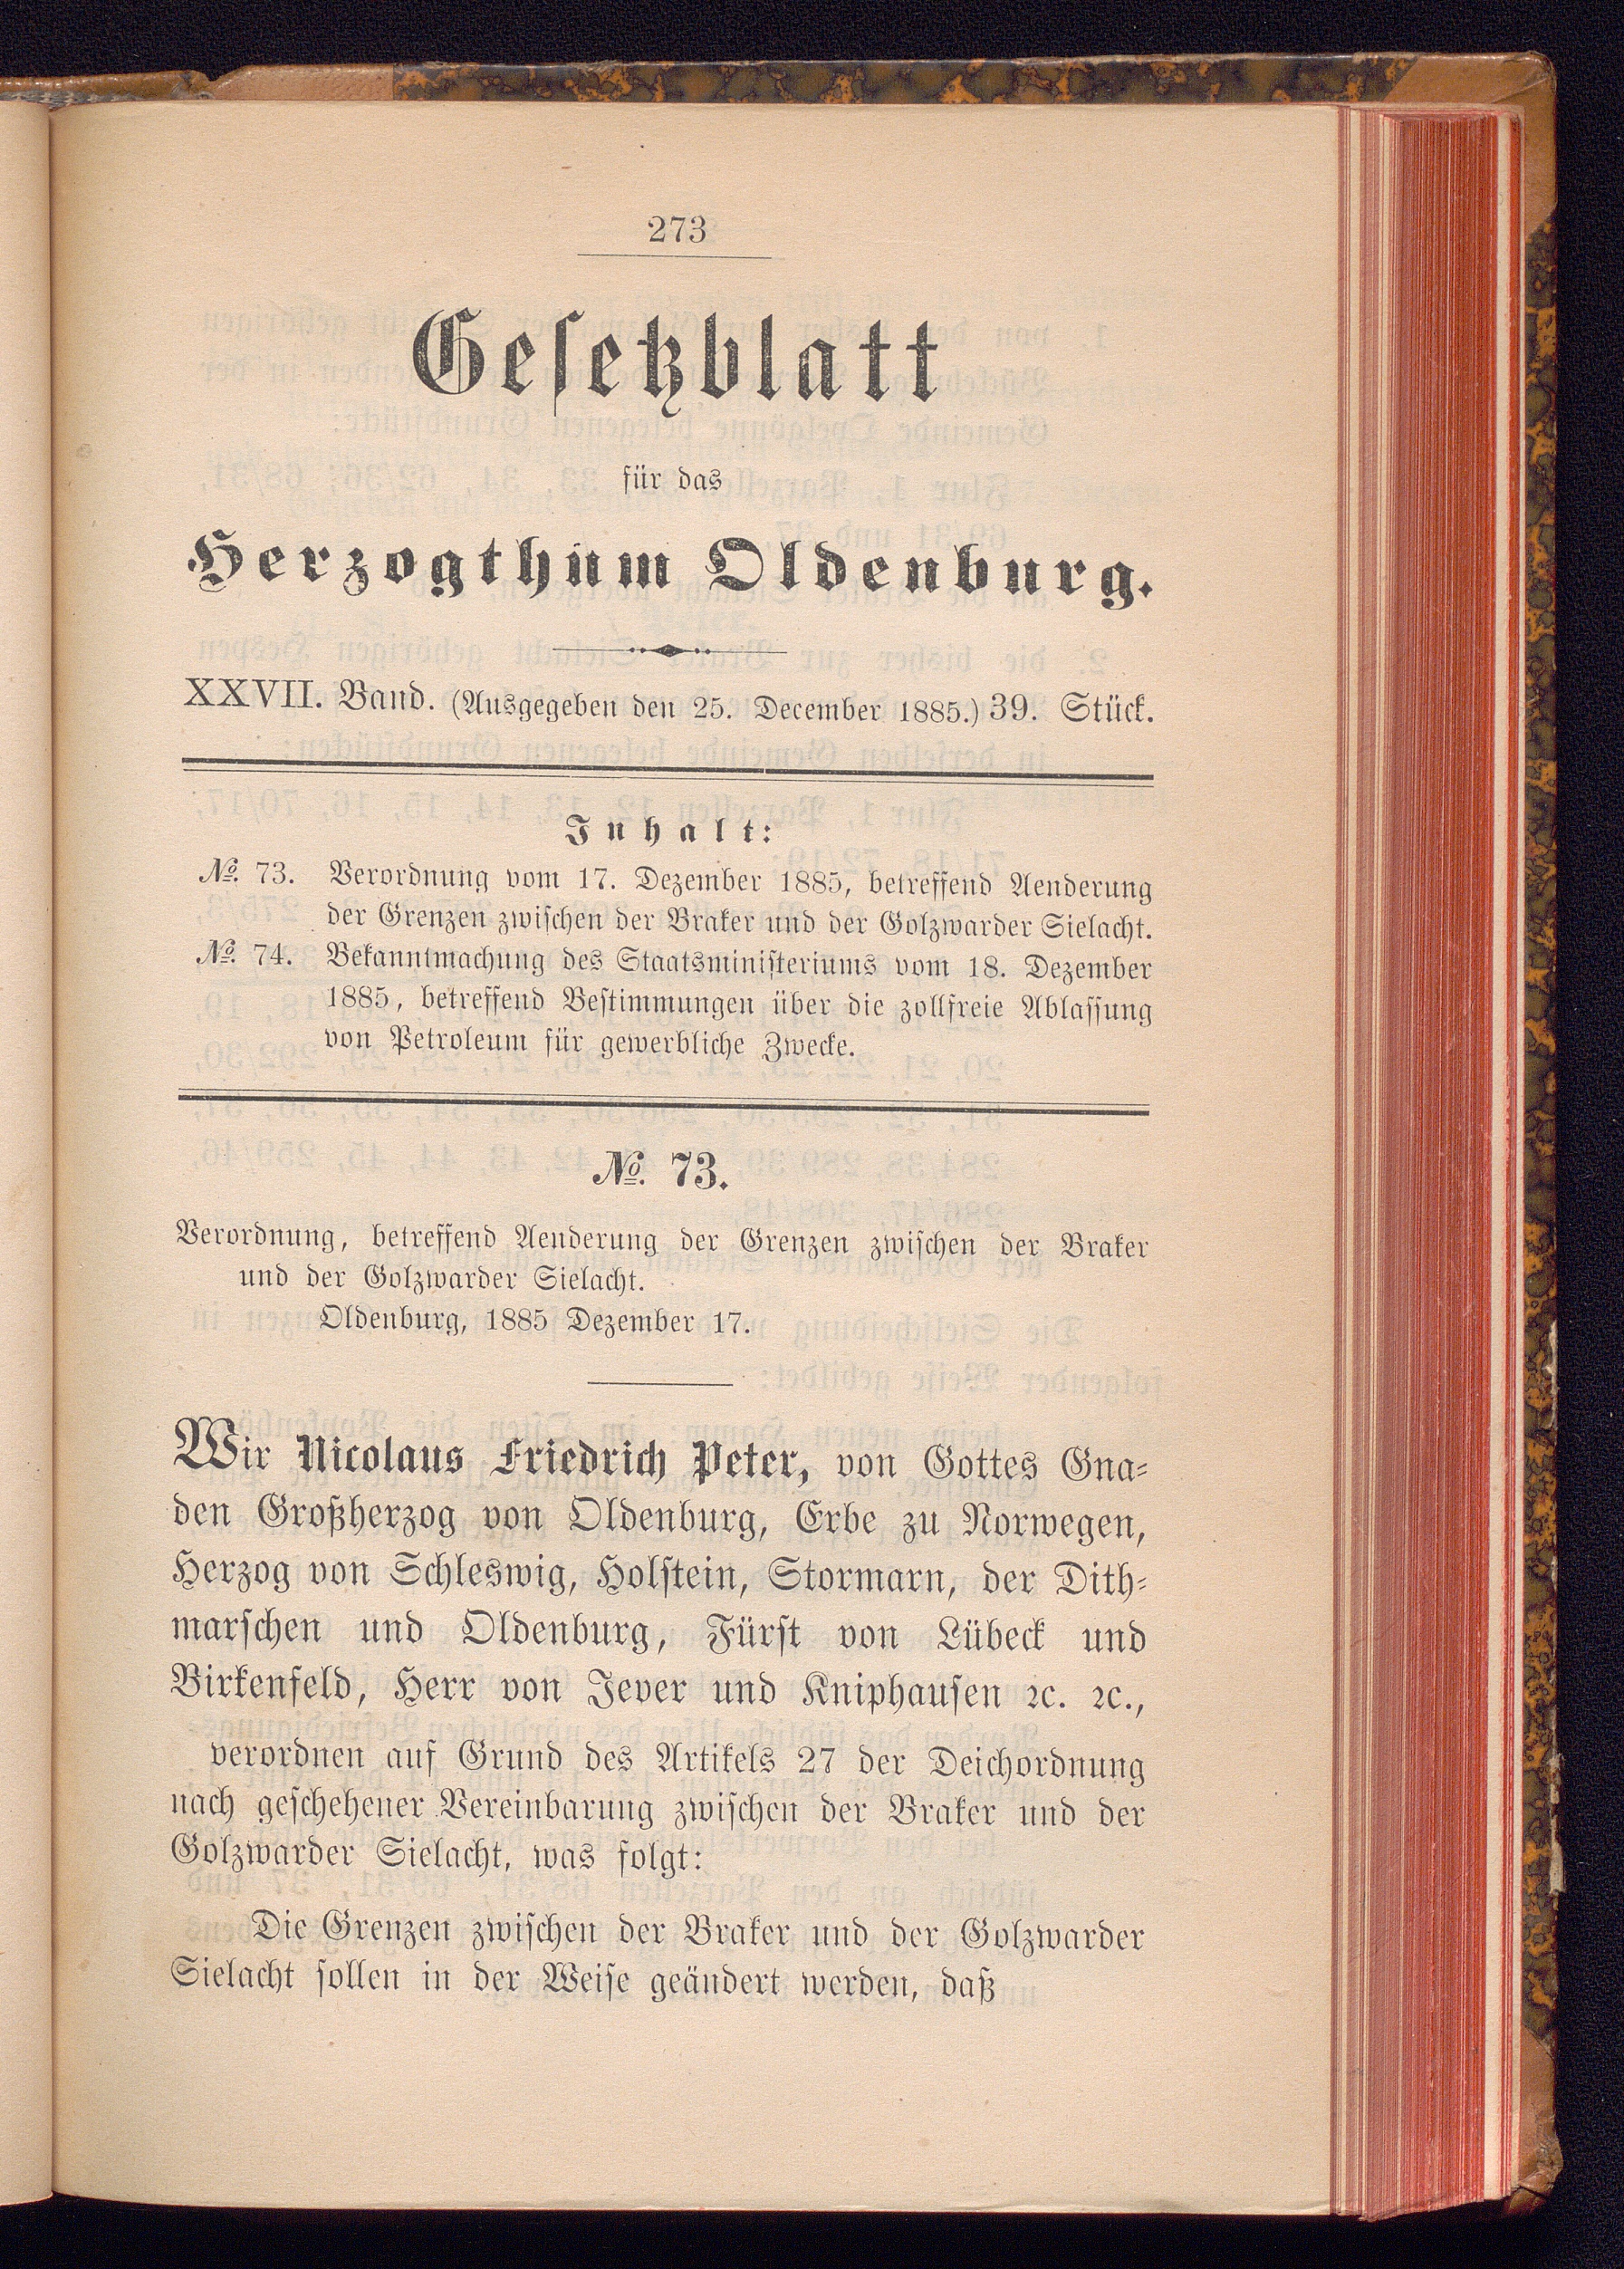 273
Gesetzblatt
für das
Herzogthum Oldenburg.
XXVII. Band. (Ausgegeben den 25. December 1885.) 39. Stück.
Inhalt:
№. 73. Verordnung vom 17. Dezember 1885, betreffend Aenderung
der Grenzen zwischen der Braker und der Golzwarder Sielacht.
№. 74. Bekanntmachung des Staatsministeriums vom 18. Dezember
1885, betreffend Bestimmungen über die zollfreie Ablassung
von Petroleum für gewerbliche Zwecke.
№. 73.
Verordnung, betreffend Aenderung der Grenzen zwischen der Braker
und der Golzwarder Sielacht.
Oldenburg, 1885 Dezember 17.
Wir Nicolaus Friedrich Peter, von Gottes Gna-
den Großherzog von Oldenburg, Erbe zu Norwegen,
Herzog von Schleswig, Holstein, Stormarn, der Dith-
marschen und Oldenburg, Fürst von Lübeck und
Birkenfeld, Herr von Jever und Kniphausen ꝛc. ꝛc.,
verordnen auf Grund des Artikels 27 der Deichordnung
nach geschehener Vereinbarung zwischen der Braker und der
Golzwarder Sielacht, was folgt:
Die Grenzen zwischen der Braker und der Golzwarder
Sielacht sollen in der Weise geändert werden, daß